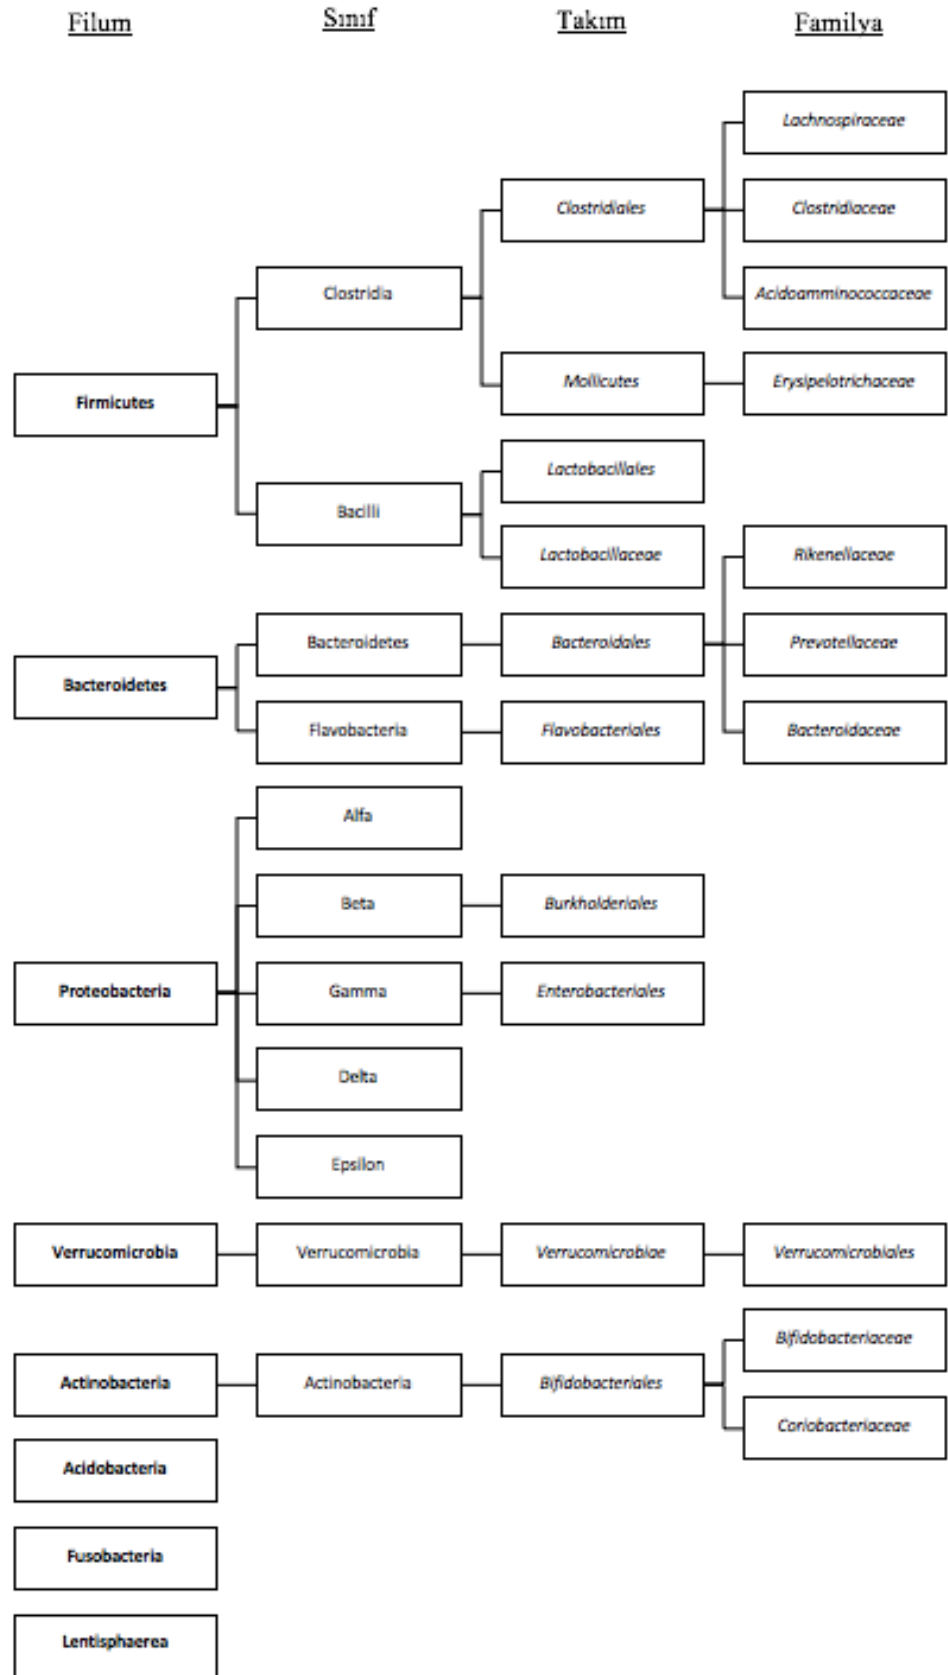 Filum Sınıf Takım Familya
Lachnospiraceae
Clostridiales Clostridiaceae
Clostridia Acidoamminococcaceae
Mollicutes Erysipelotrichaceae
Firmicutes
Lactobacillales
Bacilli
Lactobacillaceae Rikenellaceae
Bacteroidetes Bacteroidales Prevotellaceae
Bacteroidetes
Flavobacteria Flavobacteriales Bacteroidaceae
Alfa
Beta Burkholderiales
Proteobacteria Gamma Enterobacteriales
Delta
Epsilon
Verrucomicrobia Verrucomicrobia Verrucomicrobiae Verrucomicrobiales
Bifidobacteriaceae
Actinobacteria Actinobacteria Bifidobacteriales
Coriobacteriaceae
Acidobacteria
Fusobacteria
Lentisphaerea